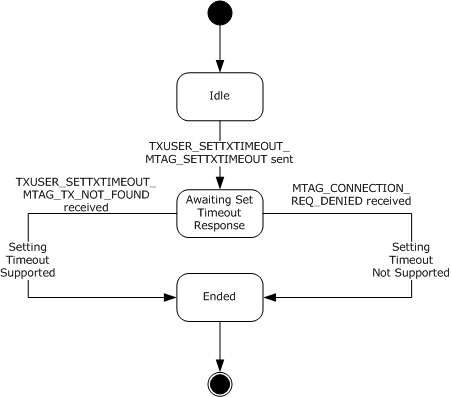 Idle
TXUSER_SETTXTIMEOUT_
MTAG_SETTXTIMEOUT sent
TXUSER_SETTXTIMEOUT_
MTAG_TX_NOT_FOUND
received
Awaiting Set
Timeout
Response
MTAG_CONNECTION_
REQ_DENIED received
Setting
Timeout
Supported
Setting
Timeout
Not Supported
Ended